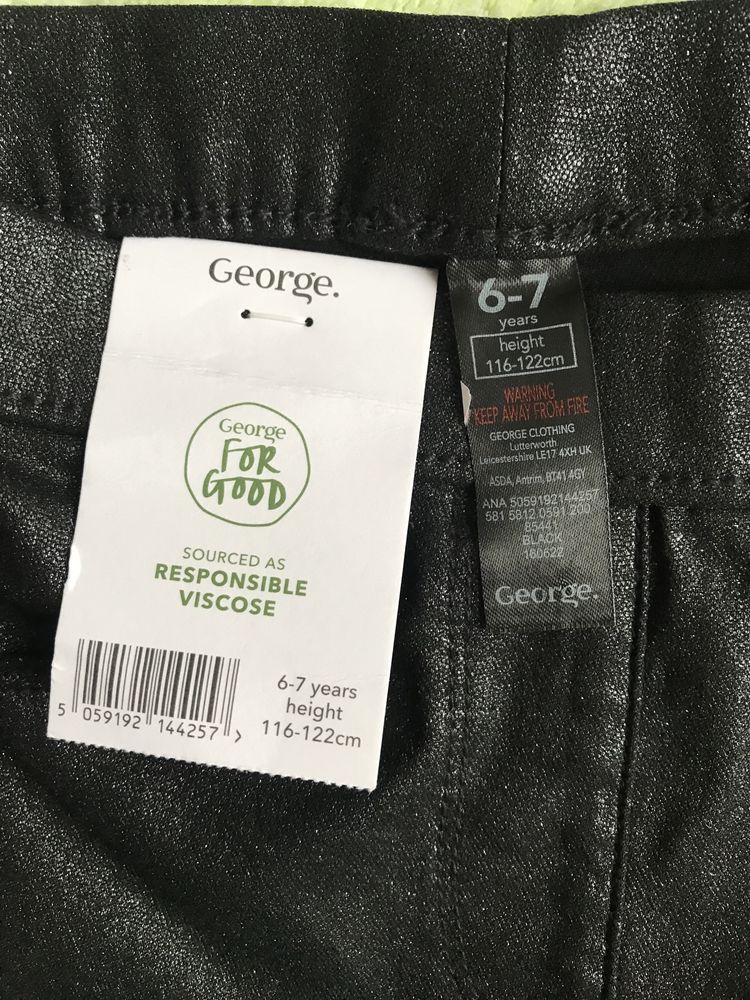 George.
George
FOR
GOOD
SOURCED AS
RESPONSIBLE
VISCOSE
5 059192 144257 >
6-7 years
height
116-122cm
6-7
years
height
116-122cm
WARNING
KEEP AWAY FROM FIRE
GEORGE CLOTHING
Lutterworth
Leicestershire LE17 4XH UK
ASDA, Antrim, BT41 4GY
ANA 5059192144257
581 5812 0591 200
85441
BLACK
160622
George.